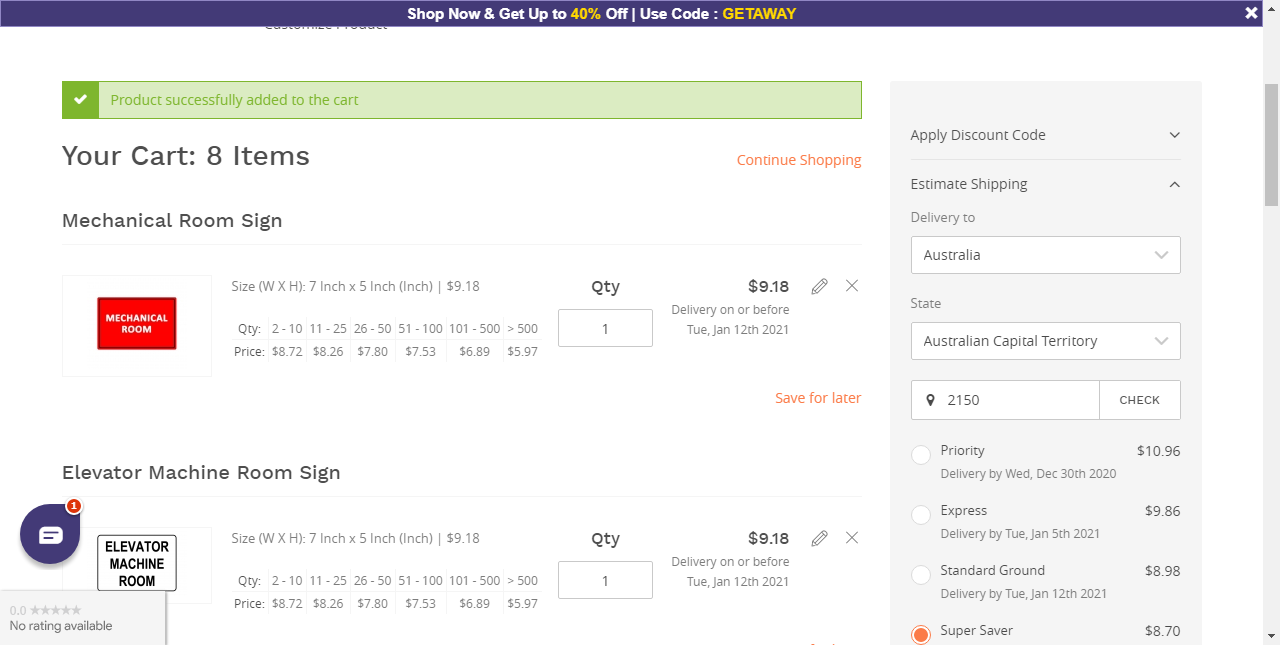 Shop Now & Get Up to 40% Off | Use Code : GETAWAY
Customize Product
Product successfully added to the cart
Your Cart: 8 Items
Continue Shopping
Mechanical Room Sign
MECHANICAL
ROOM
Size (W X H): 7 Inch x 5 Inch (Inch) | $9.18
Qty: 2 - 10 11 - 25 26 - 50 51 - 100 101 - 500 > 500
Price: $8.72 $8.26 $7.80 $7.53 $6.89 $5.97
Qty
1
$9.18
Delivery on or before
Tue, Jan 12th 2021
Save for later
Elevator Machine Room Sign
ELEVATOR
MACHINE
ROOM
Size (W X H): 7 Inch x 5 Inch (Inch) | $9.18
Qty: 2 - 10 11 - 25 26 - 50 51 - 100 101 - 500 > 500
Price: $8.72 $8.26 $7.80 $7.53 $6.89 $5.97
Qty
1
$9.18
Delivery on or before
Tue, Jan 12th 2021
1
0.0
No rating available
Apply Discount Code
Estimate Shipping
Delivery to
Australia
State
Australian Capital Territory
2150 CHECK
Priority $10.96
Delivery by Wed, Dec 30th 2020
Express $9.86
Delivery by Tue, Jan 5th 2021
Standard Ground $8.98
Delivery by Tue, Jan 12th 2021
Super Saver $8.70